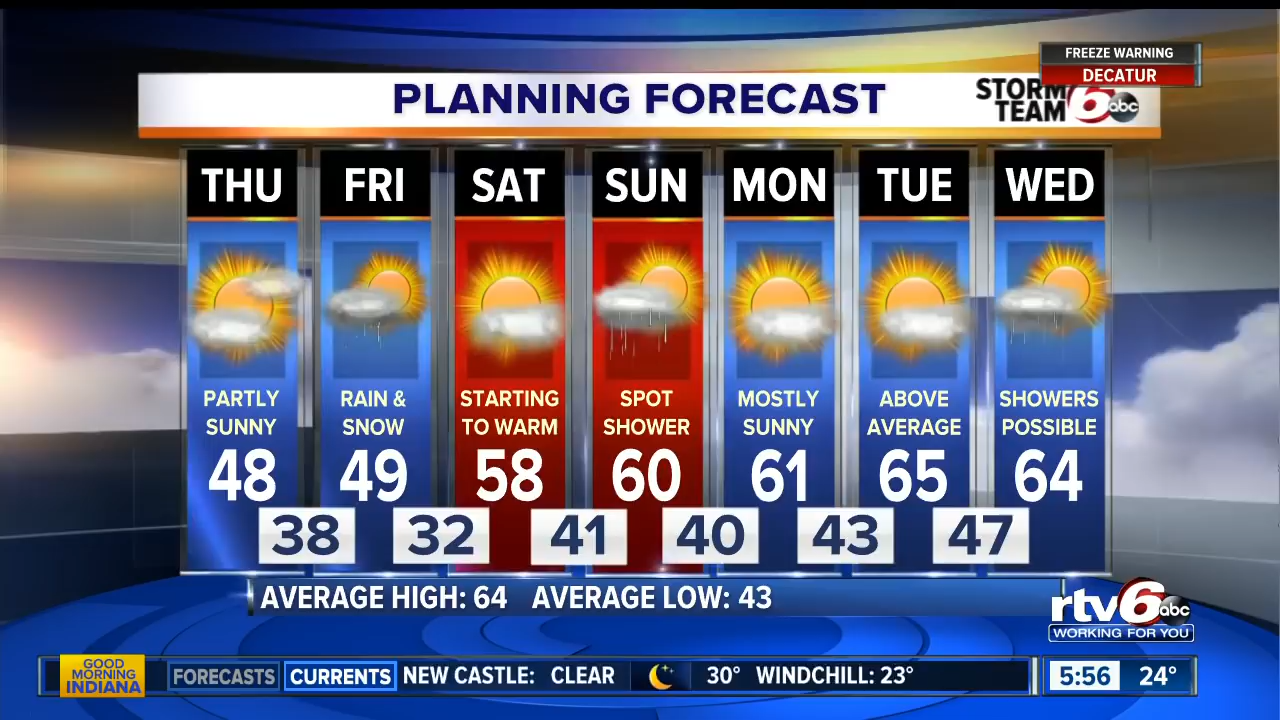 FREEZE WARNING
DECATUR
PLANNING FORECAST
STORM TEAM 6 abc
THU FRI SAT SUN MON TUE WED
PARTLY SUNNY
RAIN & SNOW
STARTING TO WARM
SPOT SHOWER
MOSTLY SUNNY
ABOVE AVERAGE
SHOWERS POSSIBLE
48 49 58 60 61 65 64
38 32 41 40 43 47
AVERAGE HIGH: 64 AVERAGE LOW: 43
rtv6 abc
WORKING FOR YOU
GOOD MORNING INDIANA
FORECASTS CURRENTS NEW CASTLE: CLEAR 30° WINDCHILL: 23° 5:56 24°